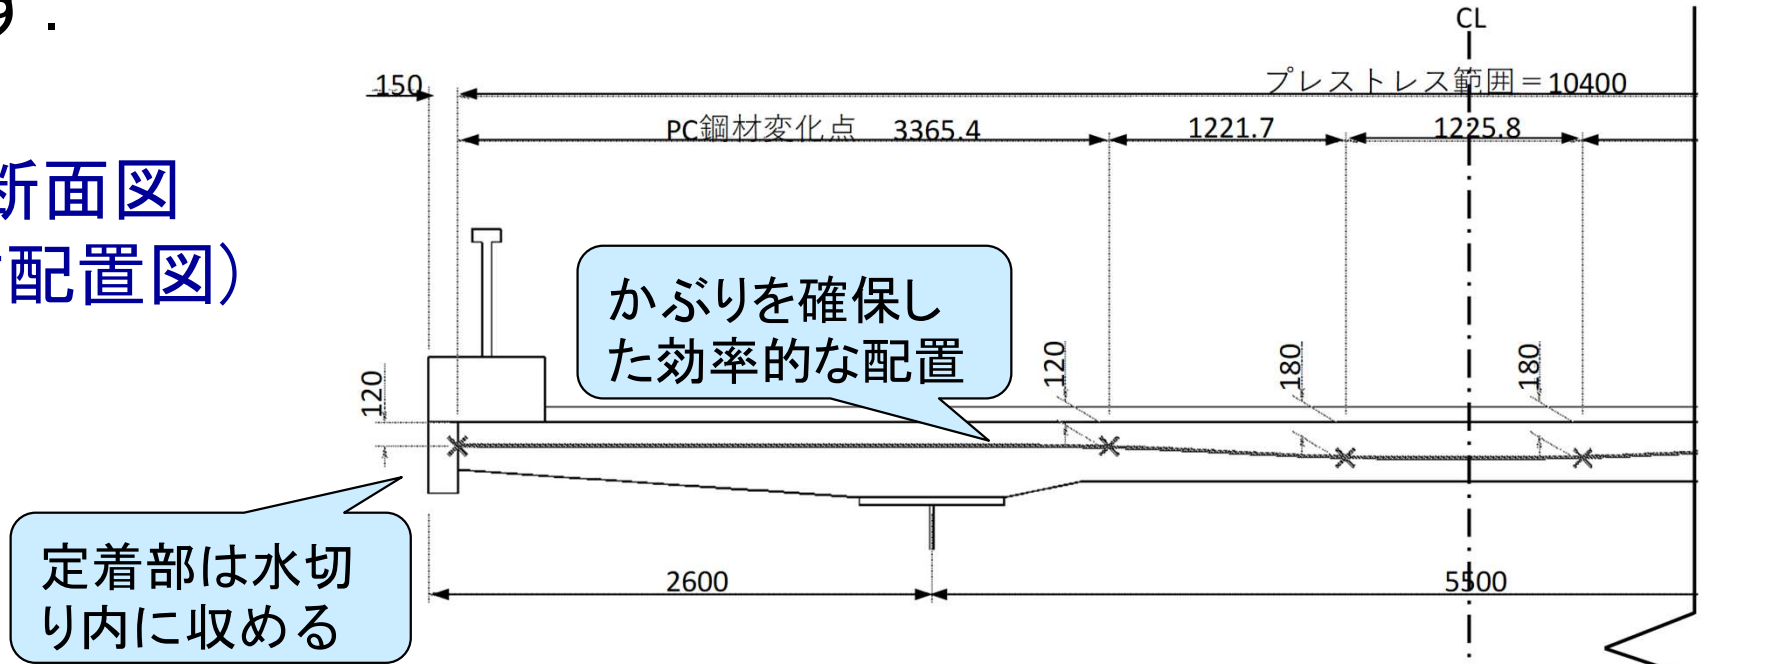 す．
CL
150
プレストレス範囲＝10400
PC鋼材変化点 3365.4
1221.7
1225.8
断面図
配置図）
かぶりを確保し
た効率的な配置
120
120
180
180
定着部は水切
り内に収める
2600
5500